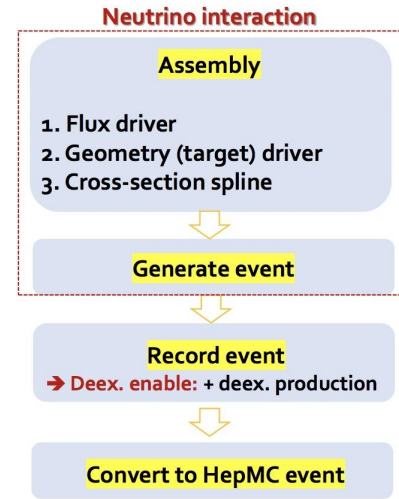 Neutrino interaction
Assembly
1. Flux driver
2. Geometry (target) driver
3. Cross-section spline
Generate event
Record event
➔ Deex. enable: + deex. production
Convert to HepMC event